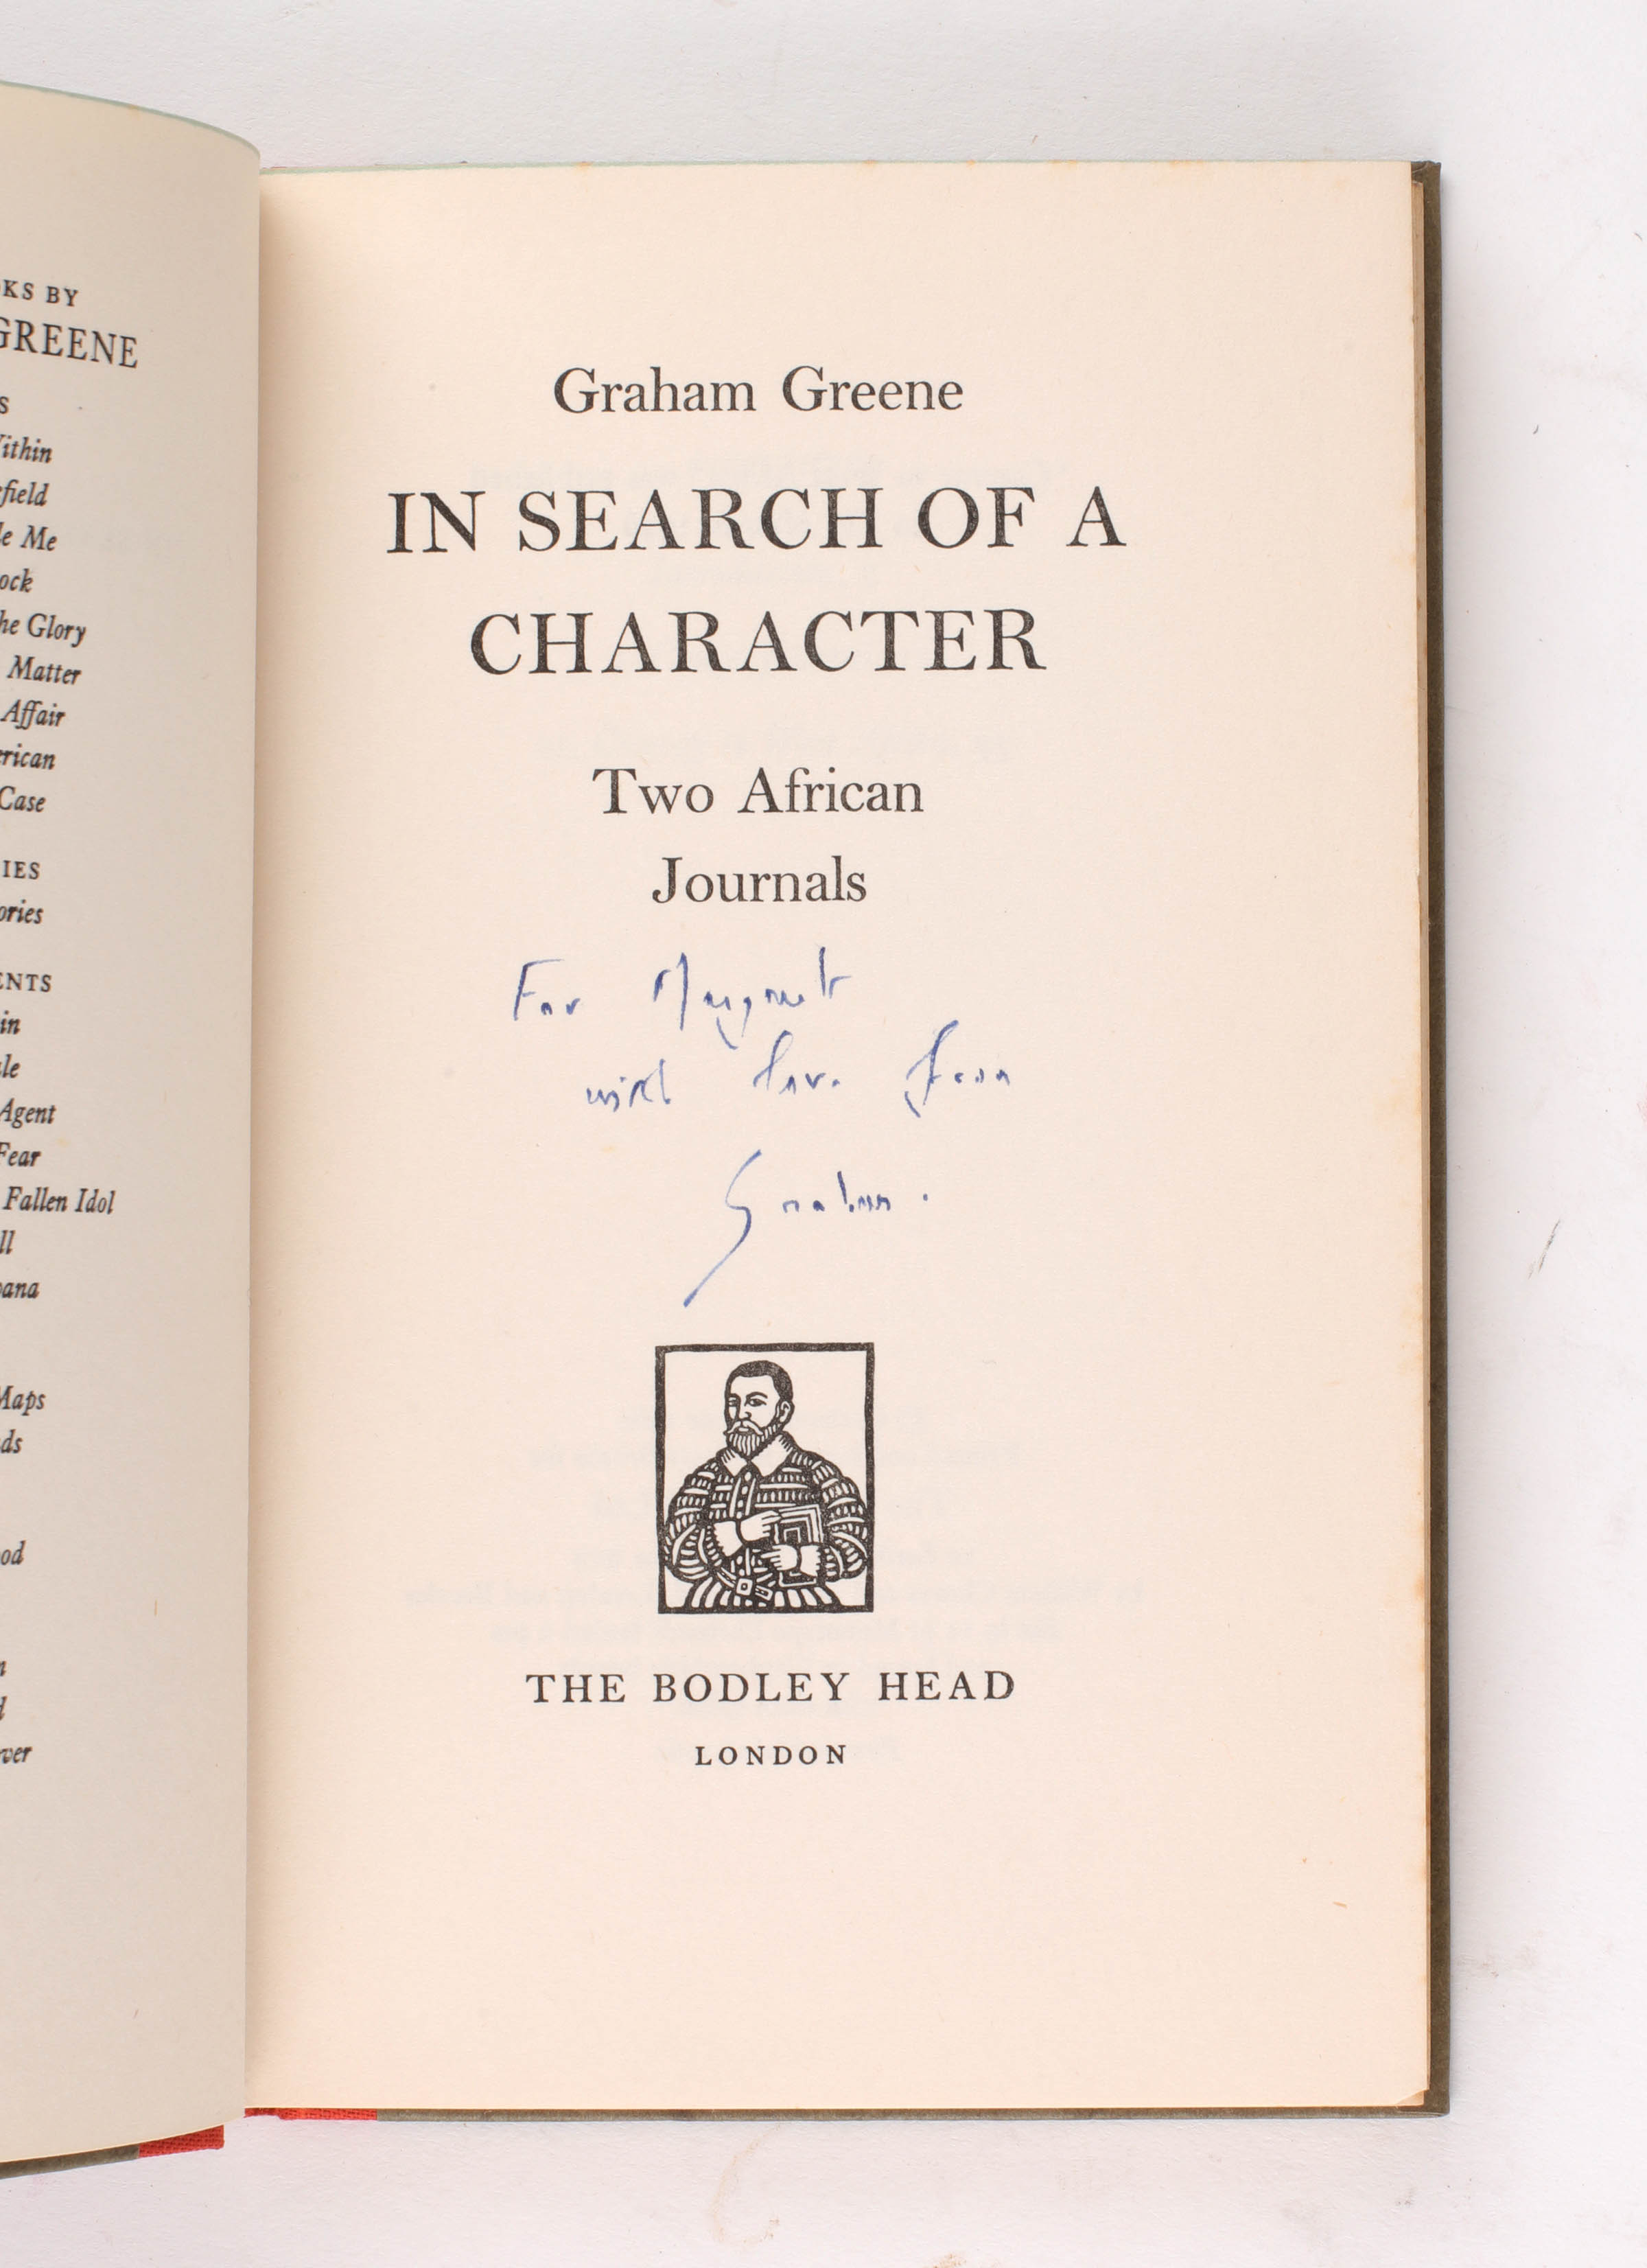 KS BY
GREENE
S
ithin
field
e Me
ock
he Glory
Matter
Affair
rican
Case
IES
ories
ENTS
in
le
Agent
Fear
Fallen Idol
ll
ana
Maps
ds
od
n
d
ver
Graham Greene
IN SEARCH OF A
CHARACTER
Two African
Journals
For Margaret
with love from
Graham.
THE BODLEY HEAD
LONDON